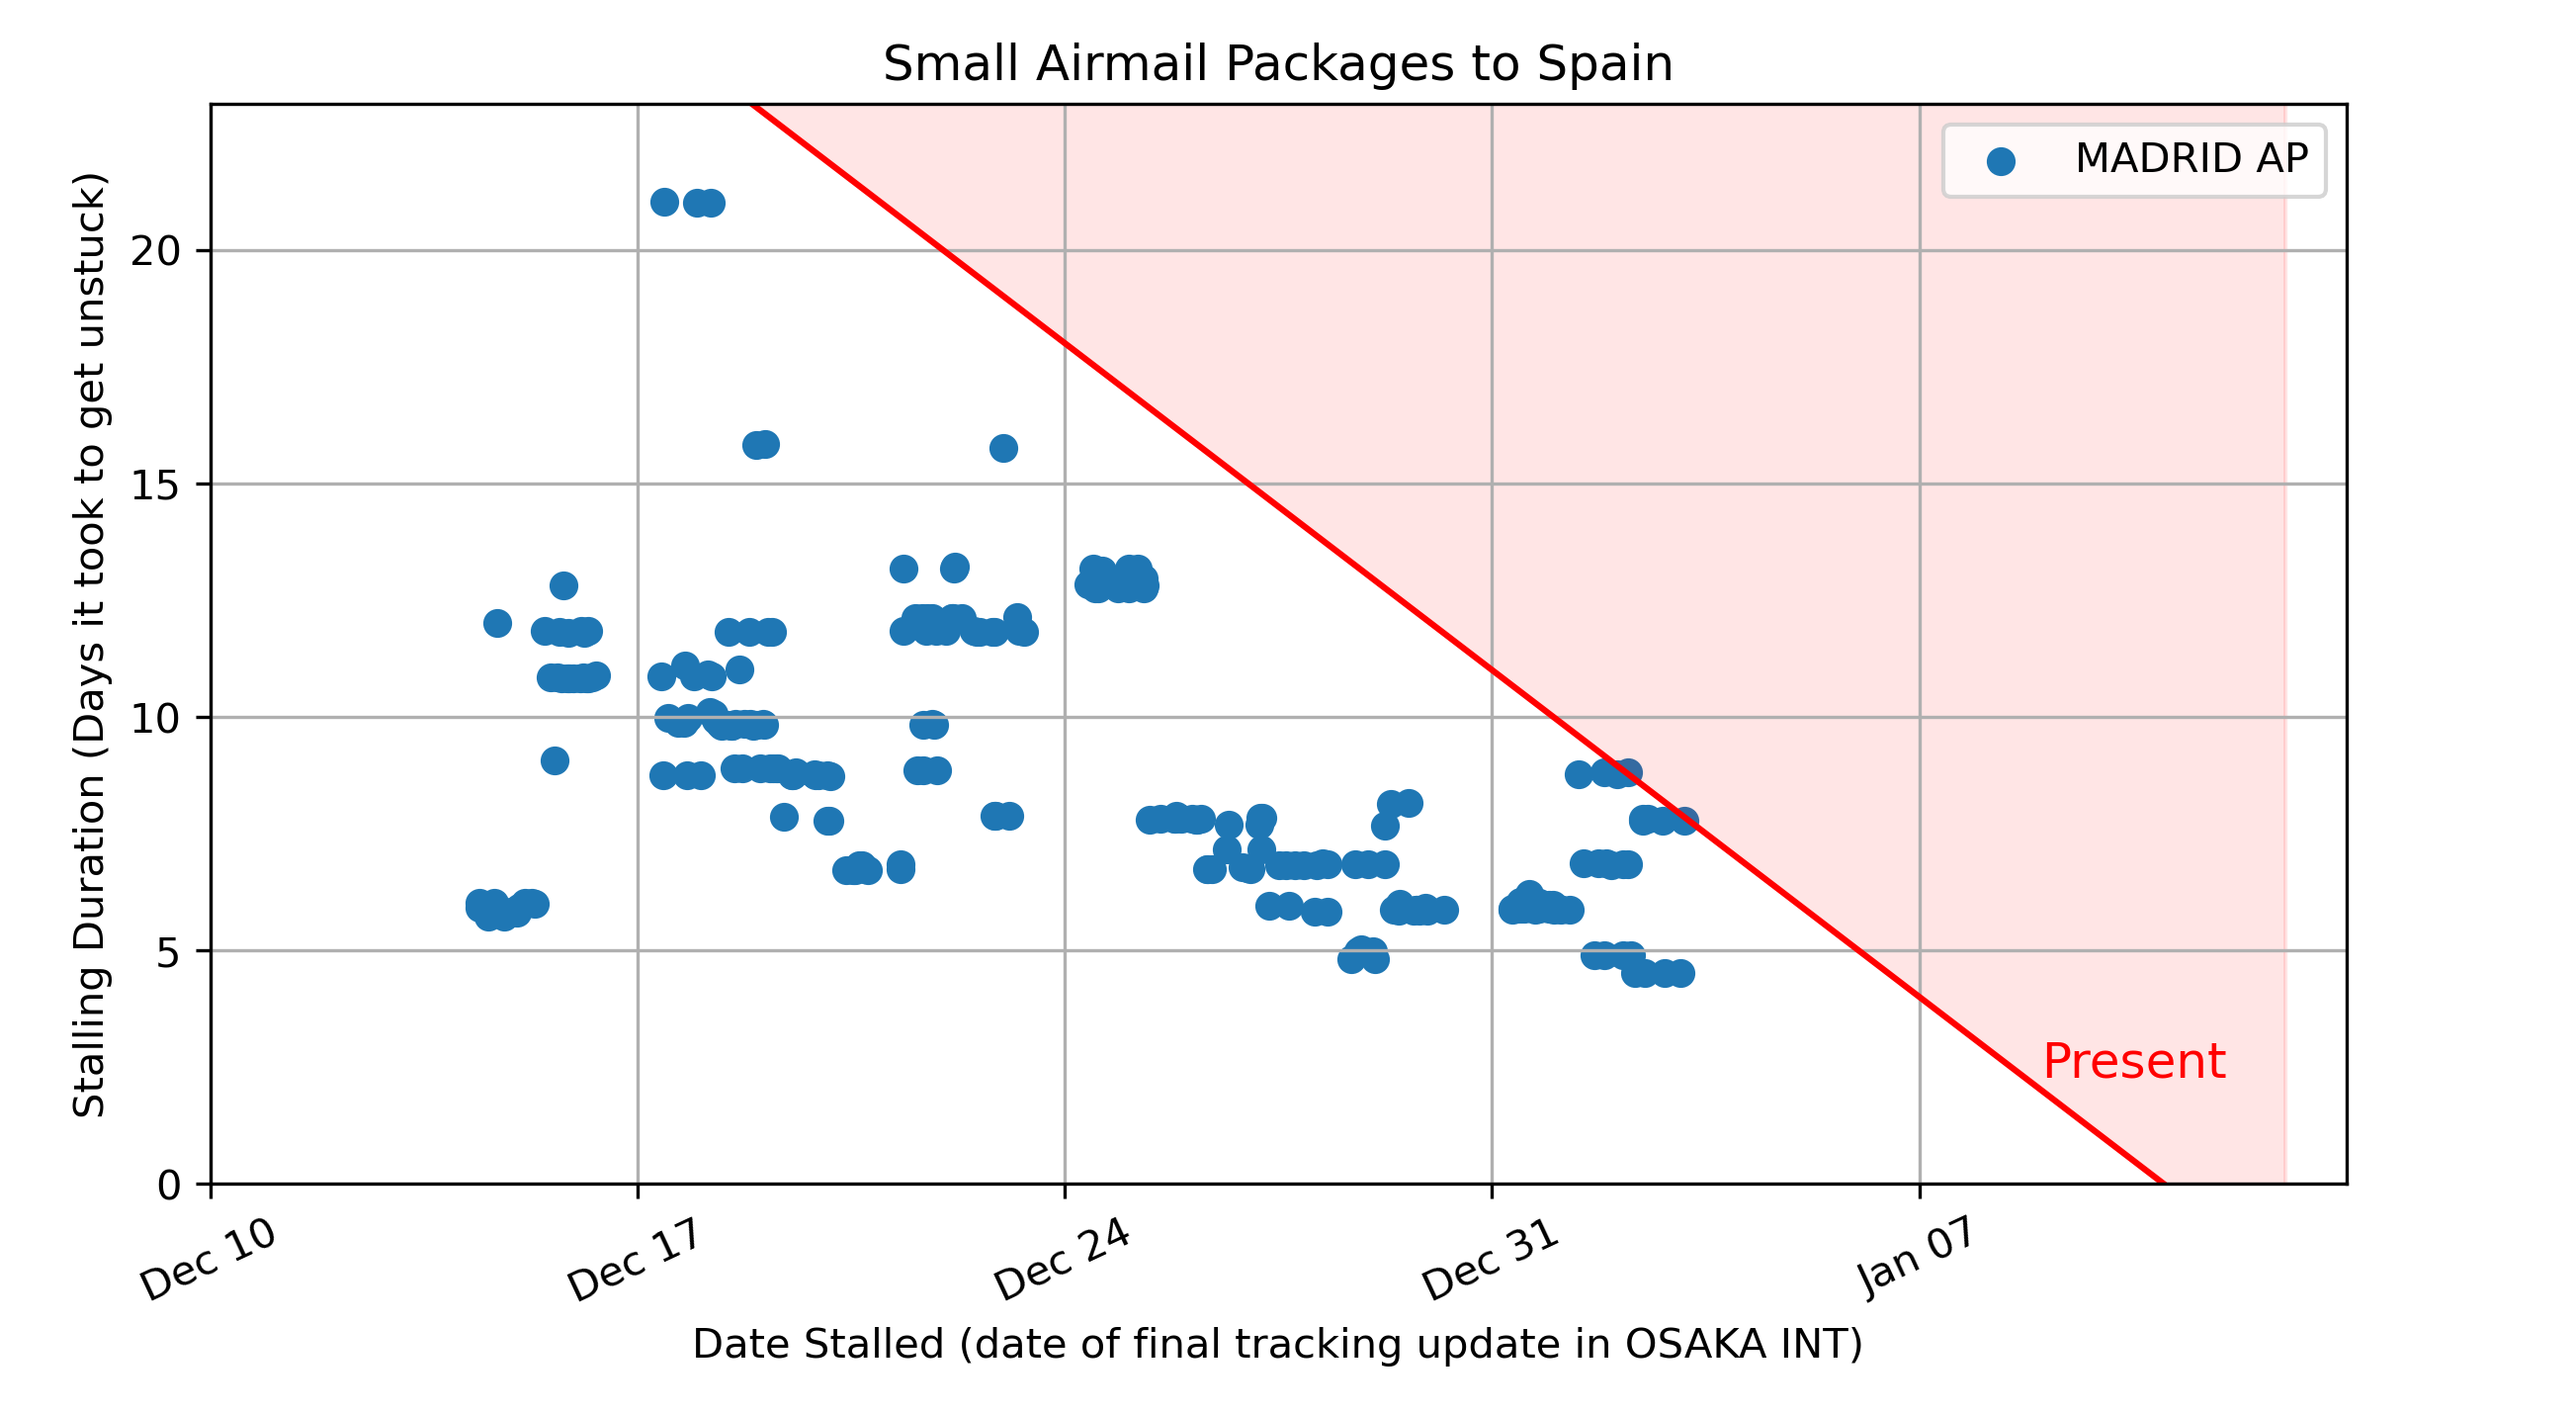 Small Airmail Packages to Spain
MADRID AP
Stalling Duration (Days it took to get unstuck)
20
15
10
5
0
Present
Dec 10
Dec 17
Dec 24
Dec 31
Jan 07
Date Stalled (date of final tracking update in OSAKA INT)